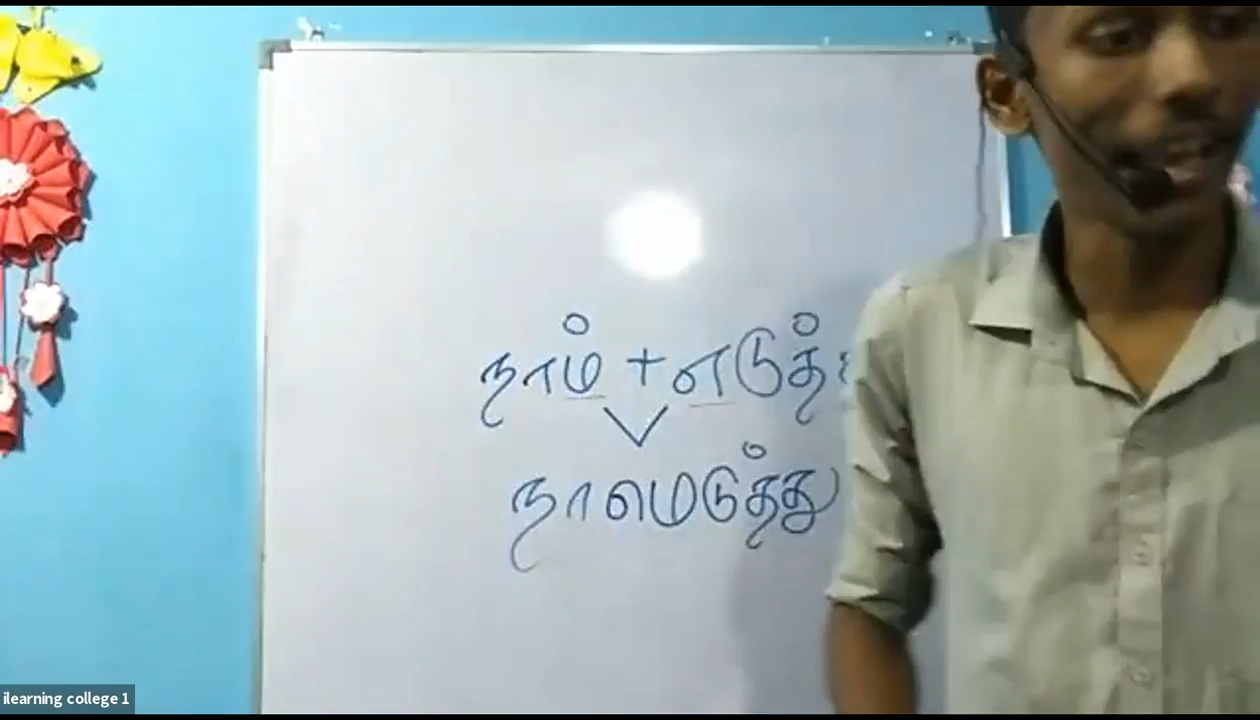 நாம் + எடுத்
நாமெடுத்து
ilearning college 1